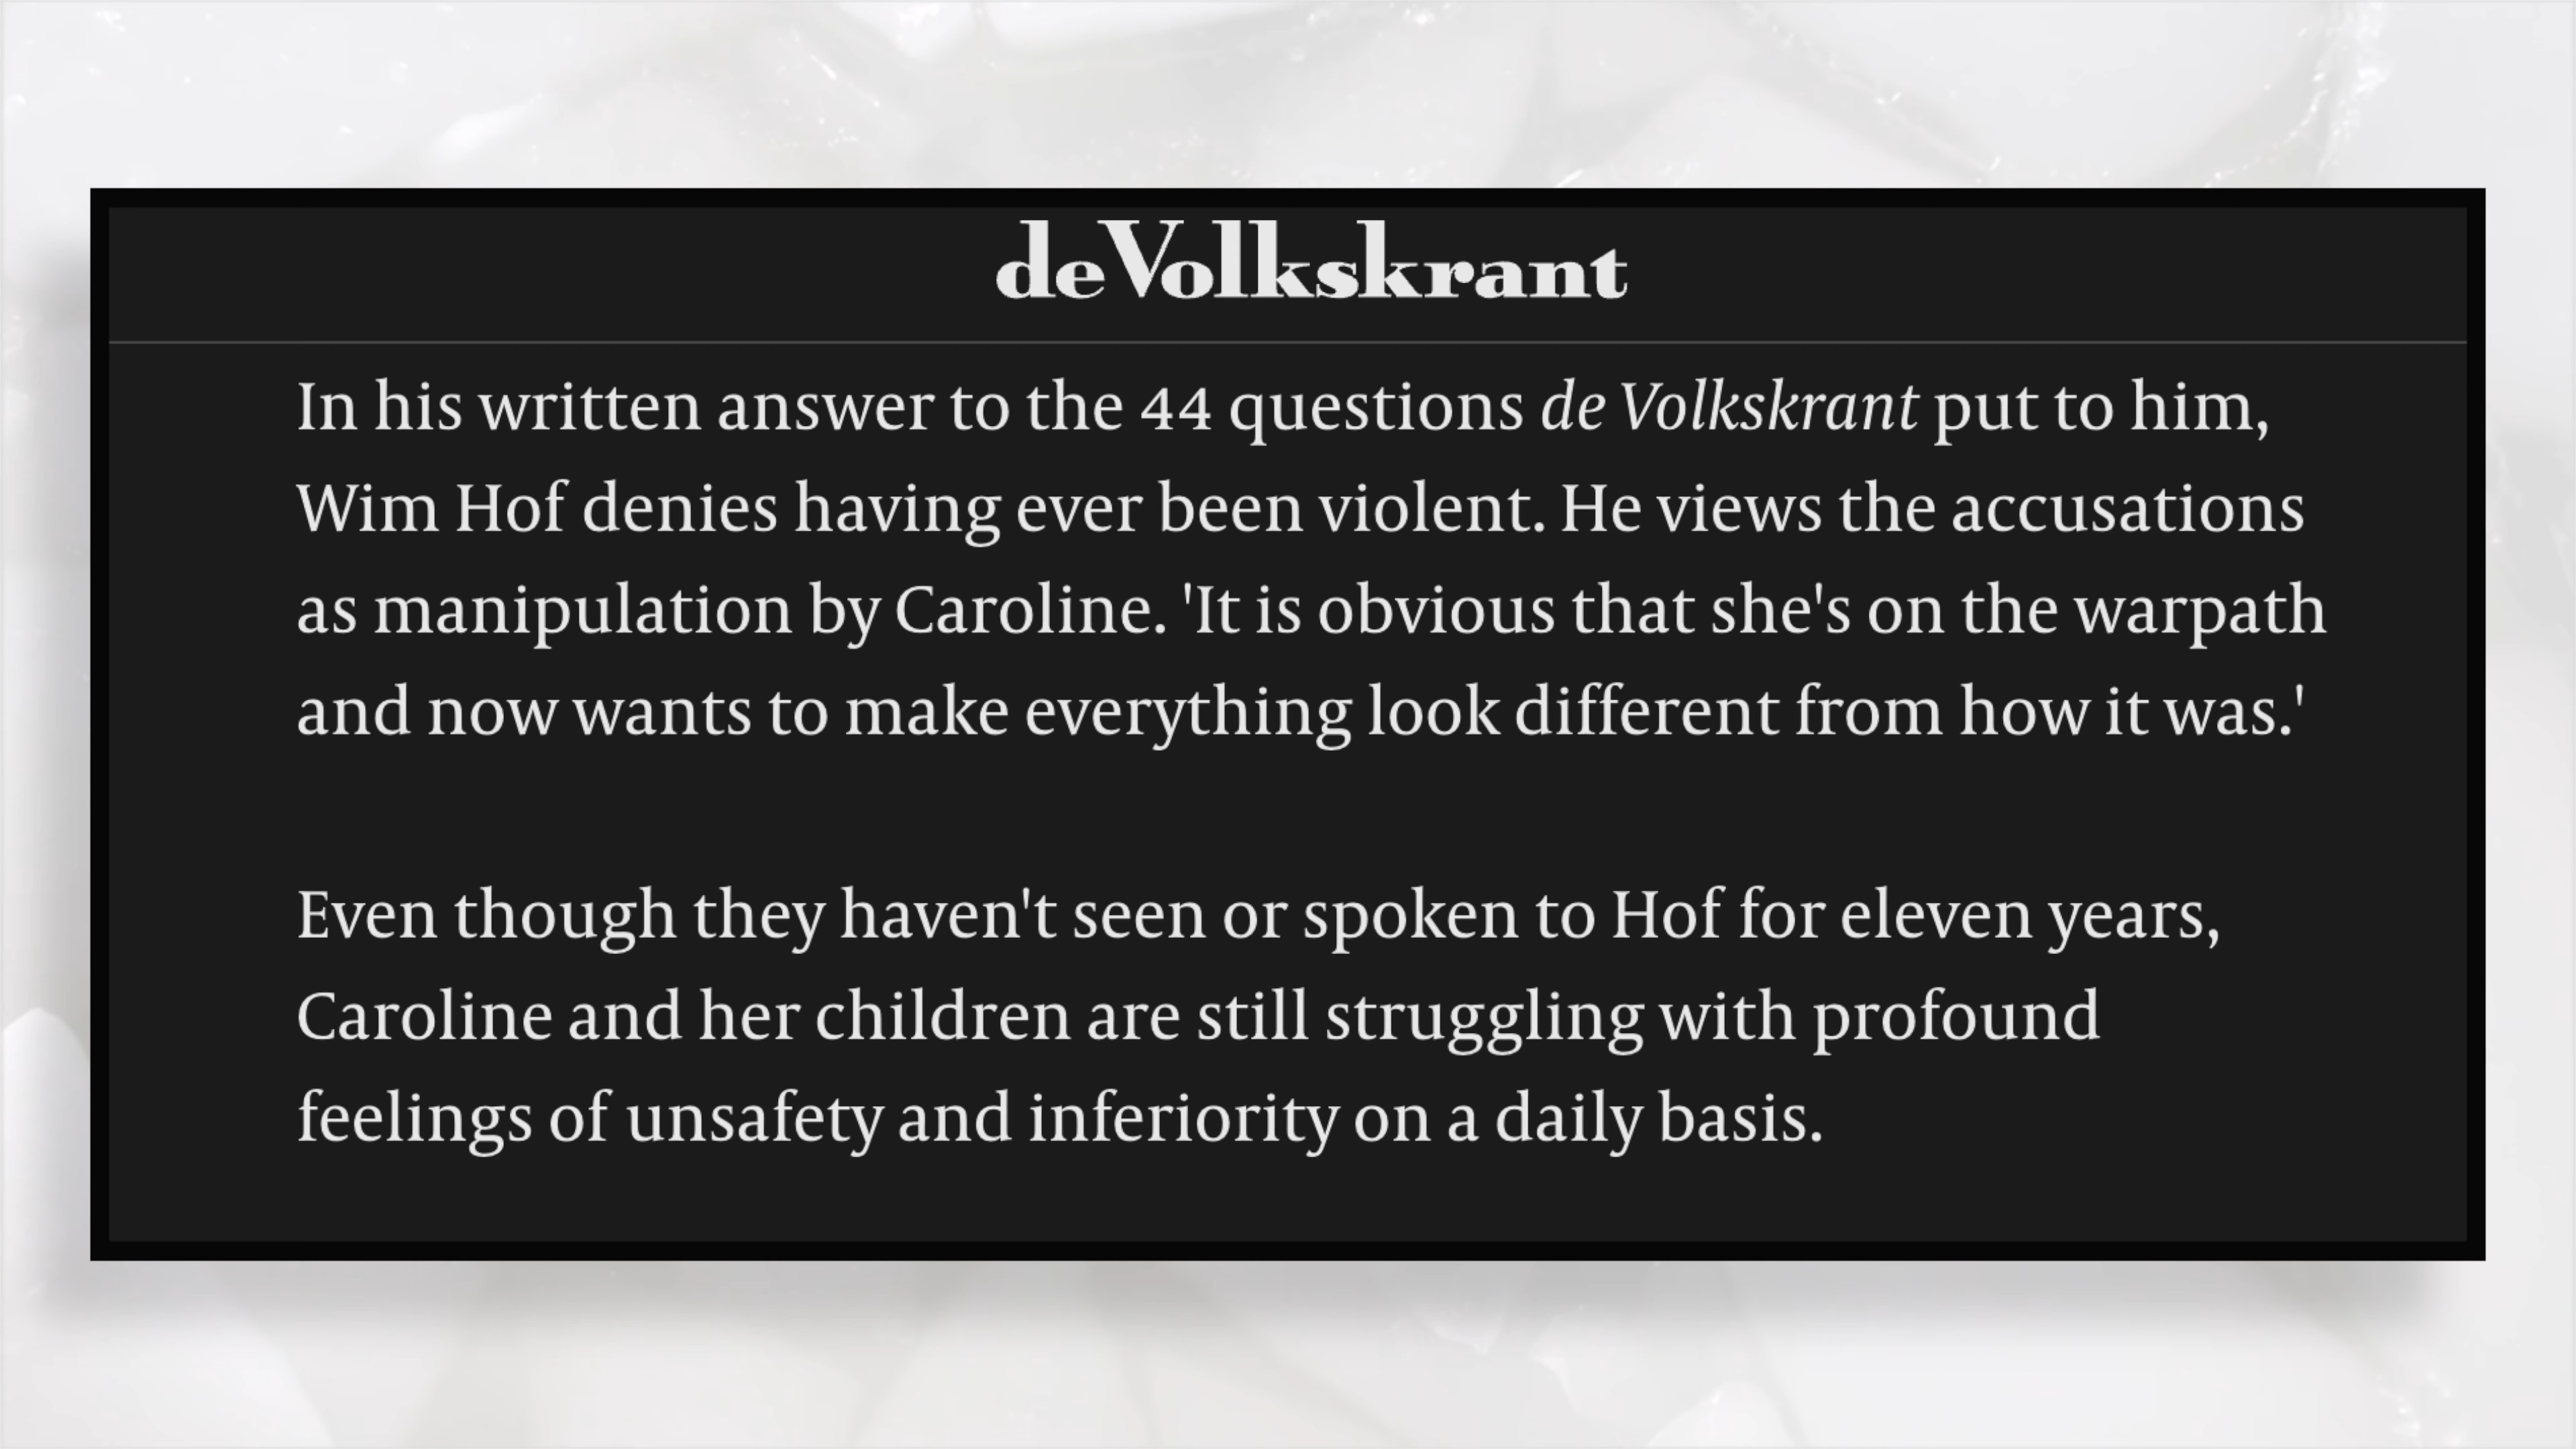 deVolkskrant
In his written answer to the 44 questions de Volkskrant put to him,
Wim Hof denies having ever been violent. He views the accusations
as manipulation by Caroline. 'It is obvious that she's on the warpath
and now wants to make everything look different from how it was.'
Even though they haven't seen or spoken to Hof for eleven years,
Caroline and her children are still struggling with profound
feelings of unsafety and inferiority on a daily basis.